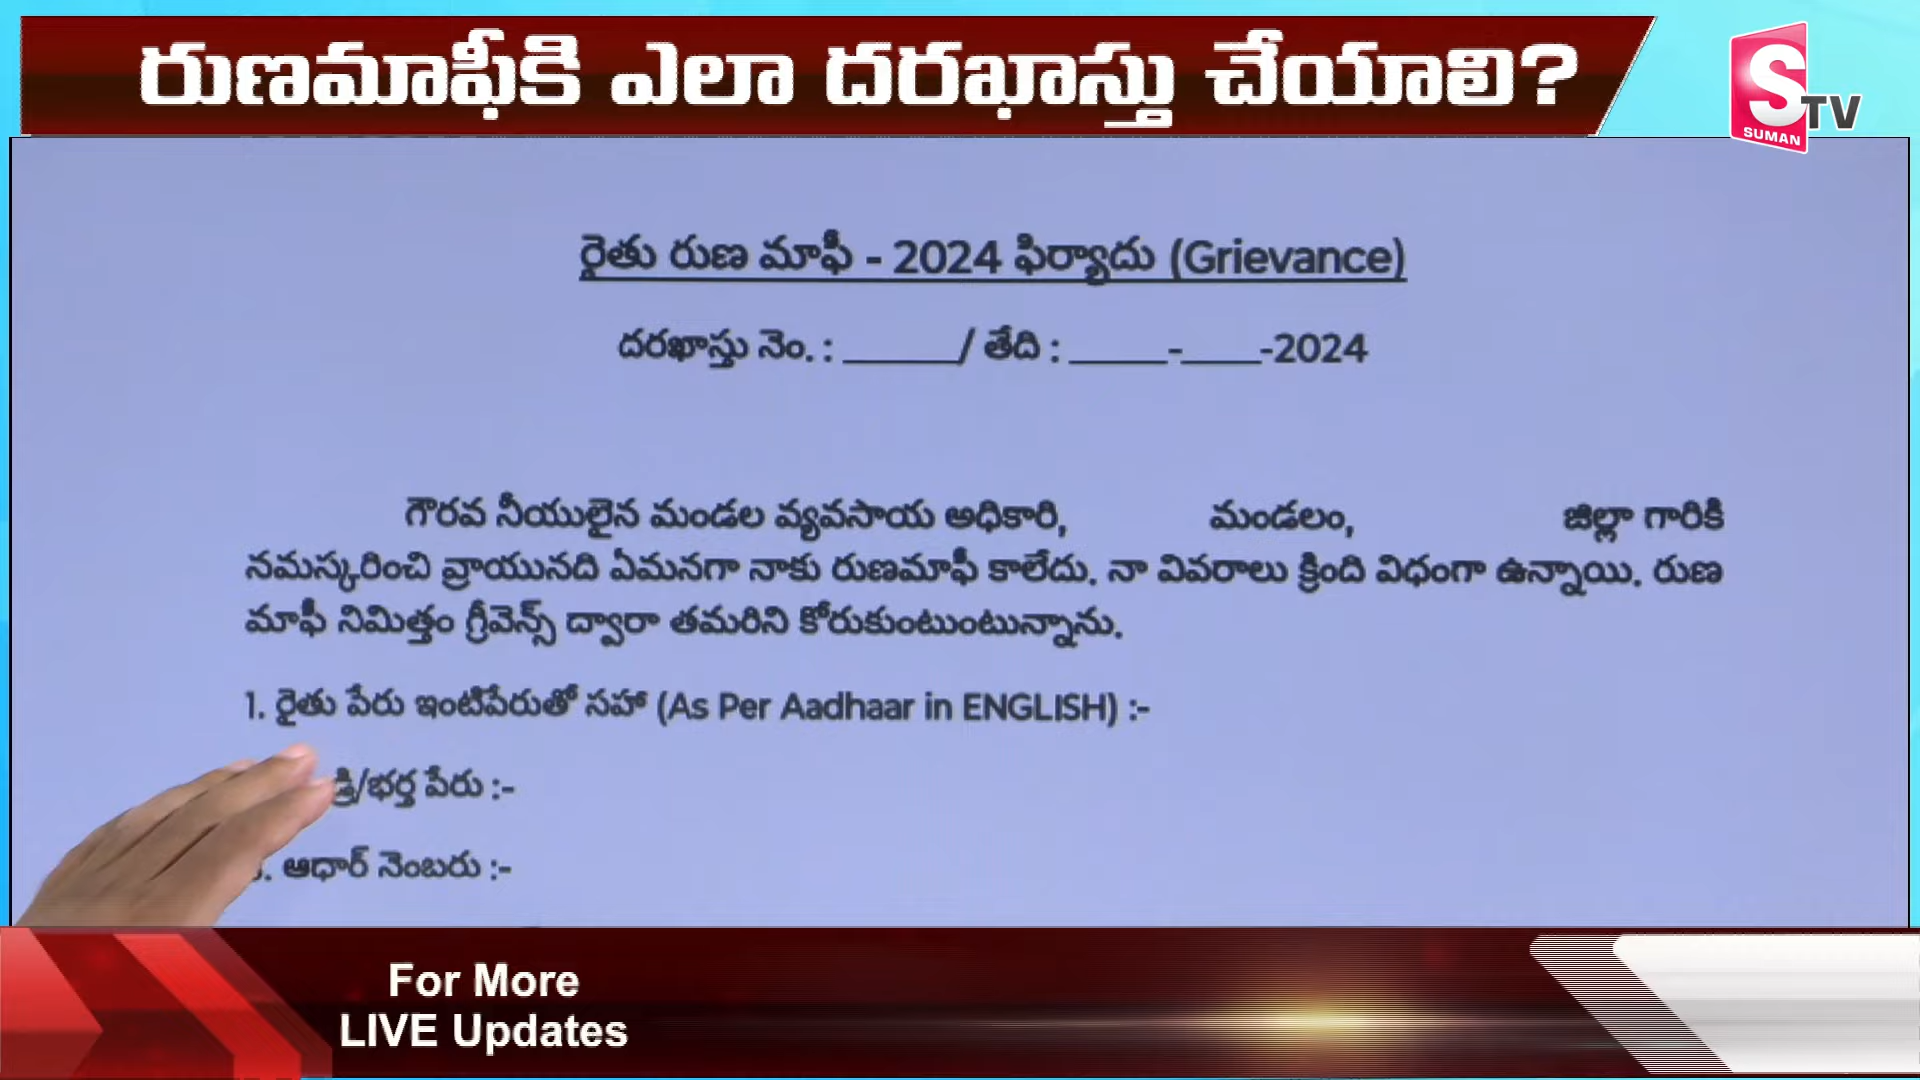 రుణమాఫీకి ఎలా దరఖాస్తు చేయాలి?
S TV
SUMAN
రైతు రుణ మాఫీ - 2024 ఫిర్యాదు (Grievance)
దరఖాస్తు నెం. : ______/ తేది : _____-____-2024
గౌరవ నీయులైన మండల వ్యవసాయ అధికారి, మండలం, జిల్లా గారికి
నమస్కరించి వ్రాయునది ఏమనగా నాకు రుణమాఫీ కాలేదు. నా వివరాలు క్రింది విధంగా ఉన్నాయి. రుణ
మాఫీ నిమిత్తం గ్రీవెన్స్ ద్వారా తమరిని కోరుకుంటుంటున్నాను.
1. రైతు పేరు ఇంటిపేరుతో సహా (As Per Aadhaar in ENGLISH) :-
/భర్త పేరు :-
ఆధార్ నెంబరు :-
For More
LIVE Updates